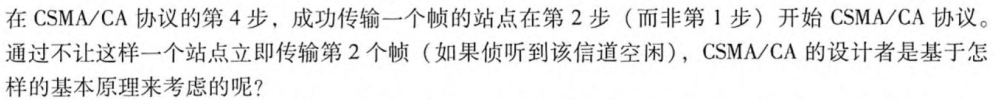 在 CSMA/CA 协议的第 4 步，成功传输一个帧的站点在第 2 步（而非第 1 步）开始 CSMA/CA 协议。
通过不让这样一个站点立即传输第 2 个帧（如果侦听到该信道空闲），CSMA/CA 的设计者是基于怎
样的基本原理来考虑的呢？